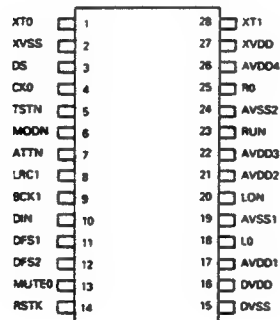 XT0 1 28 XT1
XVSS 2 27 XVDD
DS 3 26 AVDD4
CK0 4 25 R0
TSTN 5 24 AVSS2
MODN 6 23 RUN
ATTN 7 22 AVDD3
LRC1 8 21 AVDD2
BCK1 9 20 LON
DIN 10 19 AVSS1
DFS1 11 18 L0
DFS2 12 17 AVDD1
MUTE0 13 16 DVDD
RSTK 14 15 DVSS